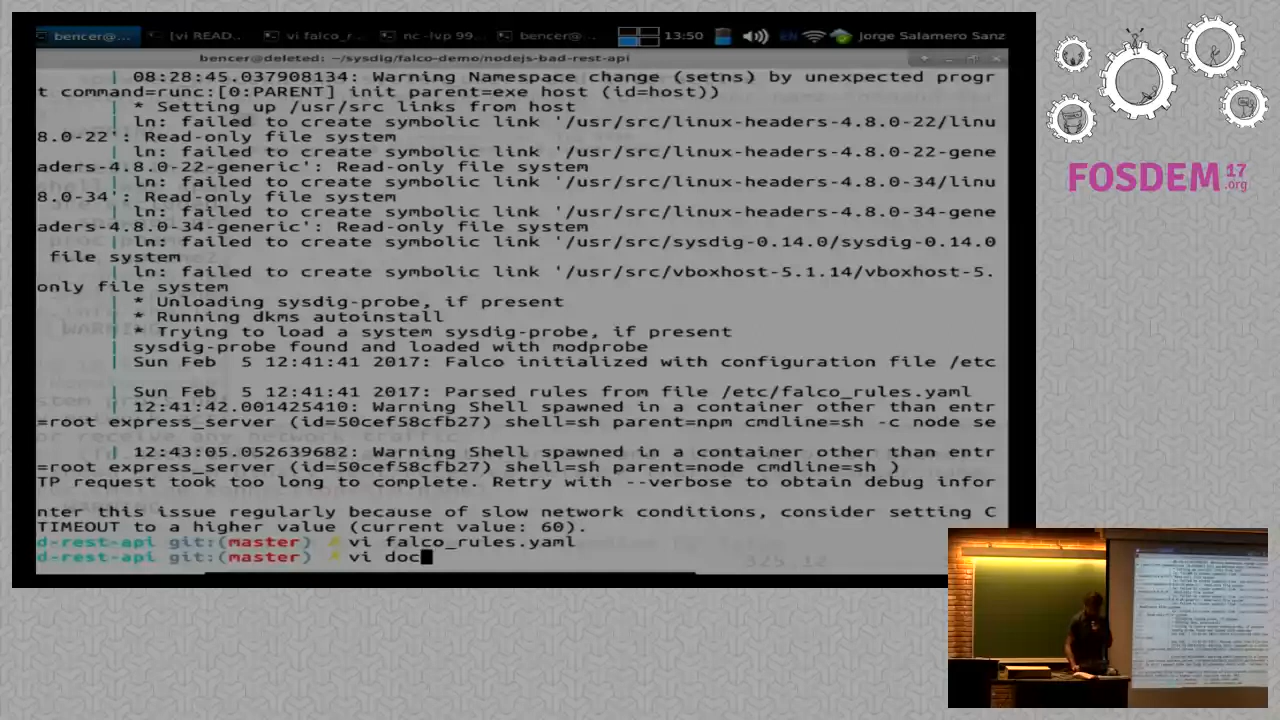 bencer@...
[vi READ...
vi falco_r...
nc -lvp 99...
bencer@...
13:50
EN
Jorge Salamero Sanz
bencer@deleted: ~/sysdig/falco-demo/nodejs-bad-rest-api
| 08:28:45.037908134: Warning Namespace change (setns) by unexpected progr
t command=runc:[0:PARENT] init parent=exe host (id=host))
| * Setting up /usr/src links from host
| ln: failed to create symbolic link '/usr/src/linux-headers-4.8.0-22/linu
8.0-22': Read-only file system
| ln: failed to create symbolic link '/usr/src/linux-headers-4.8.0-22-gene
aders-4.8.0-22-generic': Read-only file system
| ln: failed to create symbolic link '/usr/src/linux-headers-4.8.0-34/linu
8.0-34': Read-only file system
| ln: failed to create symbolic link '/usr/src/linux-headers-4.8.0-34-gene
aders-4.8.0-34-generic': Read-only file system
| ln: failed to create symbolic link '/usr/src/sysdig-0.14.0/sysdig-0.14.0
file system
| ln: failed to create symbolic link '/usr/src/vboxhost-5.1.14/vboxhost-5.
only file system
| * Unloading sysdig-probe, if present
| * Running dkms autoinstall
| * Trying to load a system sysdig-probe, if present
| sysdig-probe found and loaded with modprobe
| Sun Feb  5 12:41:41 2017: Falco initialized with configuration file /etc
| Sun Feb  5 12:41:41 2017: Parsed rules from file /etc/falco_rules.yaml
| 12:41:42.001425410: Warning Shell spawned in a container other than entr
=root express_server (id=50cef58cfb27) shell=sh parent=npm cmdline=sh -c node se
| 12:43:05.052639682: Warning Shell spawned in a container other than entr
=root express_server (id=50cef58cfb27) shell=sh parent=node cmdline=sh )
TP request took too long to complete. Retry with --verbose to obtain debug infor
nter this issue regularly because of slow network conditions, consider setting C
TIMEOUT to a higher value (current value: 60).
d-rest-api git:(master) vi falco_rules.yaml
d-rest-api git:(master) vi doc
FOSDEM 17
.org